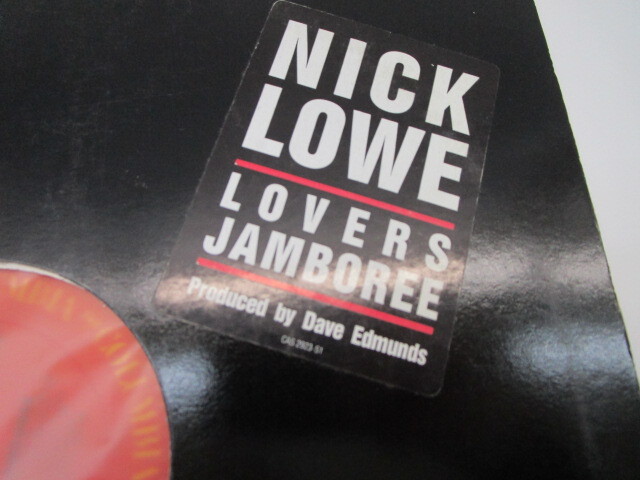 NICK
LOWE
LOVERS
JAMBOREE
Produced by Dave Edmunds